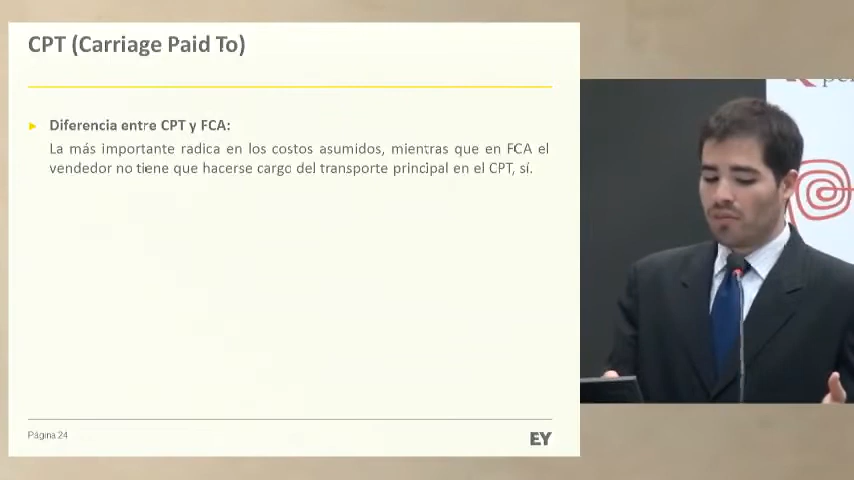 CPT (Carriage Paid To)
Diferencia entre CPT y FCA:
La más importante radica en los costos asumidos, mientras que en FCA el
vendedor no tiene que hacerse cargo del transporte principal en el CPT, sí.
Página 24
EY